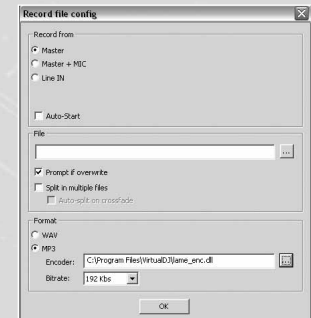 Record file config
Record from
Master
Master + MIC
Line IN
Auto-Start
File
...
Prompt if overwrite
Split in multiple files
Auto-split on crossfade
Format
WAV
MP3
Encoder: C:\Program Files\VirtualDJ\lame_enc.dll ...
Bitrate: 192 Kbs
OK